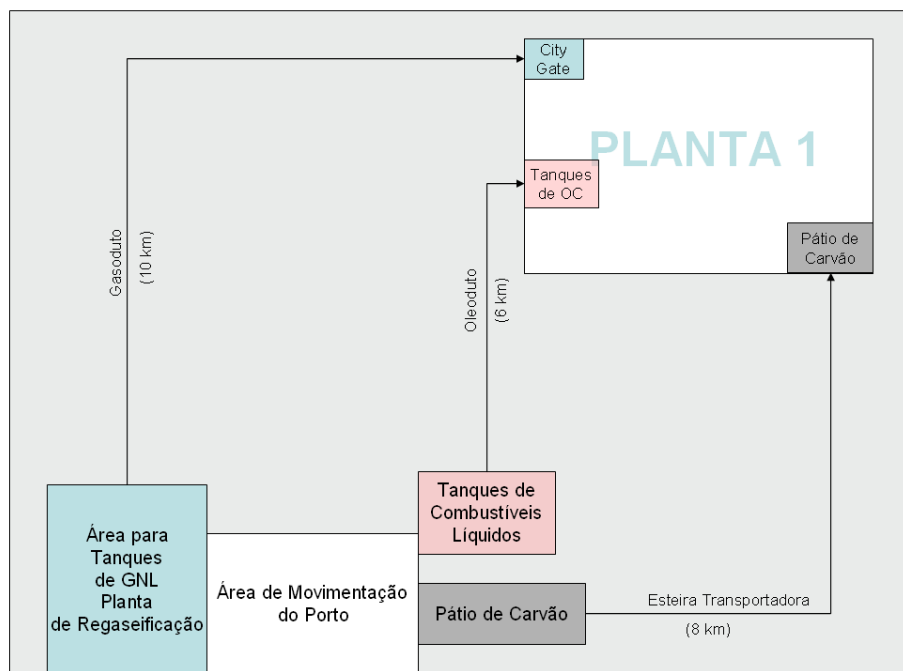 City
Gate
PLANTA 1
Tanques
de OC
Pátio de
Carvão
Gasoduto
(10 km)
Oleoduto
(6 km)
Tanques de
Combustíveis
Líquidos
Área para
Tanques
de GNL
Planta
de Regaseificação
Área de Movimentação
do Porto
Pátio de Carvão
Esteira Transportadora
(8 km)